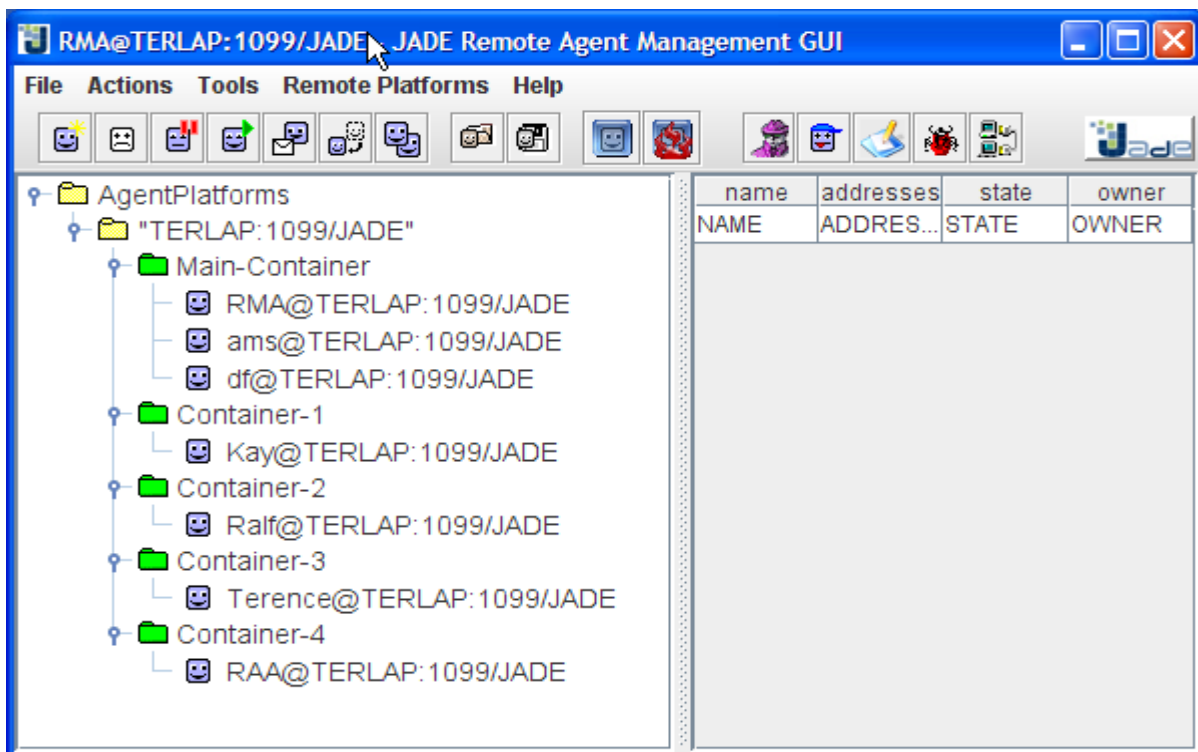 RMA@TERLAP:1099/JADE - JADE Remote Agent Management GUI
File Actions Tools Remote Platforms Help
Jade
AgentPlatforms
"TERLAP:1099/JADE"
Main-Container
RMA@TERLAP:1099/JADE
ams@TERLAP:1099/JADE
df@TERLAP:1099/JADE
Container-1
Kay@TERLAP:1099/JADE
Container-2
Ralf@TERLAP:1099/JADE
Container-3
Terence@TERLAP:1099/JADE
Container-4
RAA@TERLAP:1099/JADE
name addresses state owner
NAME ADDRES... STATE OWNER